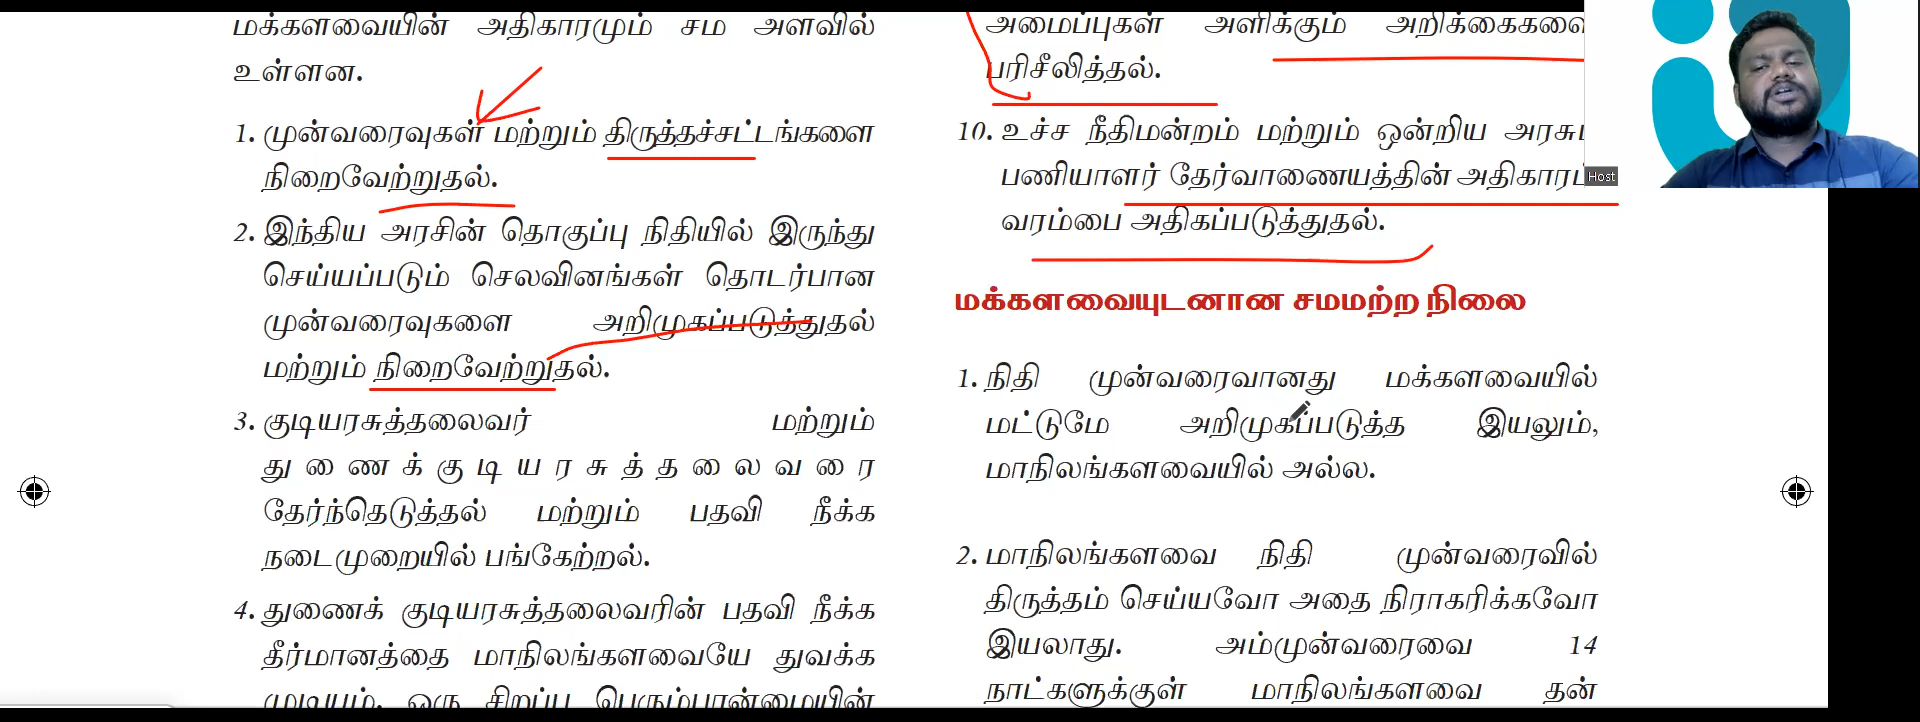 மக்களவையின் அதிகாரமும் சம அளவில்
உள்ளன.
1. முன்வரைவுகள் மற்றும் திருத்தச்சட்டங்களை
நிறைவேற்றுதல்.
2. இந்திய அரசின் தொகுப்பு நிதியில் இருந்து
செய்யப்படும் செலவினங்கள் தொடர்பான
முன்வரைவுகளை அறிமுகப்படுத்துதல்
மற்றும் நிறைவேற்றுதல்.
3. குடியரசுத்தலைவர் மற்றும்
துணைக்குடியரசுத்தலைவரை
தேர்ந்தெடுத்தல் மற்றும் பதவி நீக்க
நடைமுறையில் பங்கேற்றல்.
4. துணைக் குடியரசுத்தலைவரின் பதவி நீக்க
தீர்மானத்தை மாநிலங்களவையே துவக்க
முடியும். ஒரு சிறப்பு பெரும்பான்மையின்
அமைப்புகள் அளிக்கும் அறிக்கைகளை
பரிசீலித்தல்.
10. உச்ச நீதிமன்றம் மற்றும் ஒன்றிய
பணியாளர் தேர்வாணையத்தின்
வரம்பை அதிகப்படுத்துதல்.
மக்களவையுடனான சமமற்ற நிலை
1. நிதி முன்வரைவானது மக்களவையில்
மட்டுமே அறிமுகப்படுத்த இயலும்,
மாநிலங்களவையில் அல்ல.
2. மாநிலங்களவை நிதி முன்வரைவில்
திருத்தம் செய்யவோ அதை நிராகரிக்கவோ
இயலாது. அம்முன்வரைவை 14
நாட்களுக்குள் மாநிலங்களவை தன்
Host